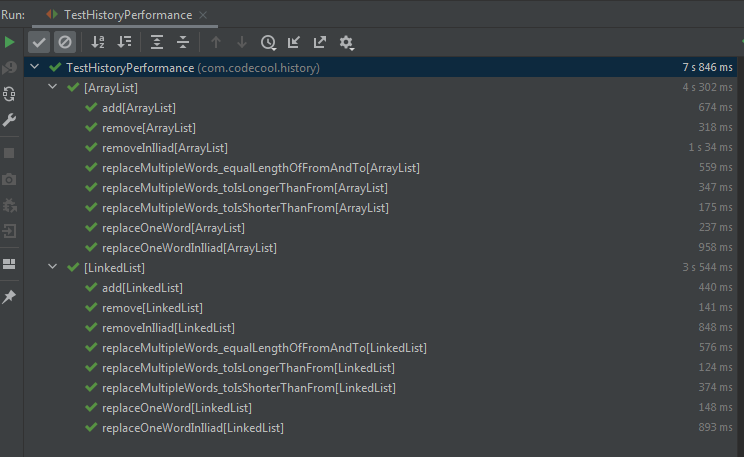 Run: TestHistoryPerformance
TestHistoryPerformance (com.codecool.history) 7 s 846 ms
[ArrayList] 4 s 302 ms
add[ArrayList] 674 ms
remove[ArrayList] 318 ms
removeInIliad[ArrayList] 1 s 34 ms
replaceMultipleWords_equalLengthOfFromAndTo[ArrayList] 559 ms
replaceMultipleWords_toIsLongerThanFrom[ArrayList] 347 ms
replaceMultipleWords_toIsShorterThanFrom[ArrayList] 175 ms
replaceOneWord[ArrayList] 237 ms
replaceOneWordInIliad[ArrayList] 958 ms
[LinkedList] 3 s 544 ms
add[LinkedList] 440 ms
remove[LinkedList] 141 ms
removeInIliad[LinkedList] 848 ms
replaceMultipleWords_equalLengthOfFromAndTo[LinkedList] 576 ms
replaceMultipleWords_toIsLongerThanFrom[LinkedList] 124 ms
replaceMultipleWords_toIsShorterThanFrom[LinkedList] 374 ms
replaceOneWord[LinkedList] 148 ms
replaceOneWordInIliad[LinkedList] 893 ms